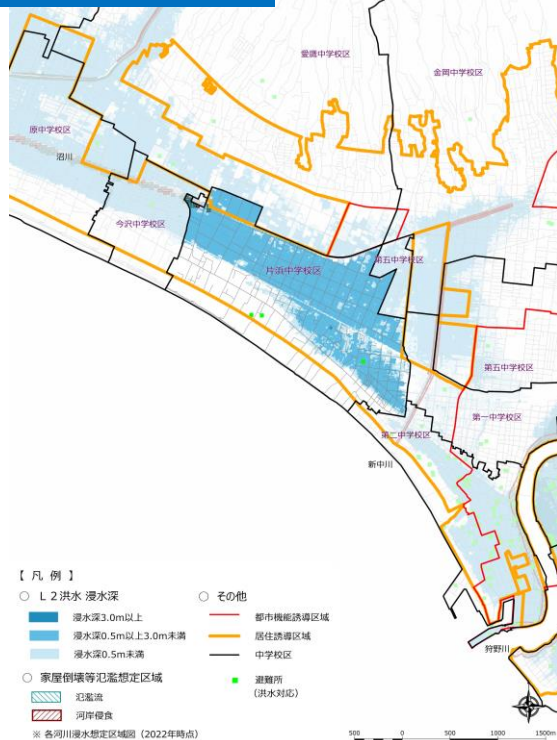 愛鷹中学校区
金岡中学校区
原中学校区
沼川
今沢中学校区
片浜中学校区
第五中学校区
第五中学校区
第一中学校区
第二中学校区
新中川
狩野川
【 凡 例 】
○ L2洪水 浸水深
浸水深3.0m以上
浸水深0.5m以上3.0m未満
浸水深0.5m未満
○ 家屋倒壊等氾濫想定区域
氾濫流
河岸侵食
※ 各河川浸水想定区域図（2022年時点）
○ その他
都市機能誘導区域
居住誘導区域
中学校区
避難所
（洪水対応）
500 0 500 1000 1500m